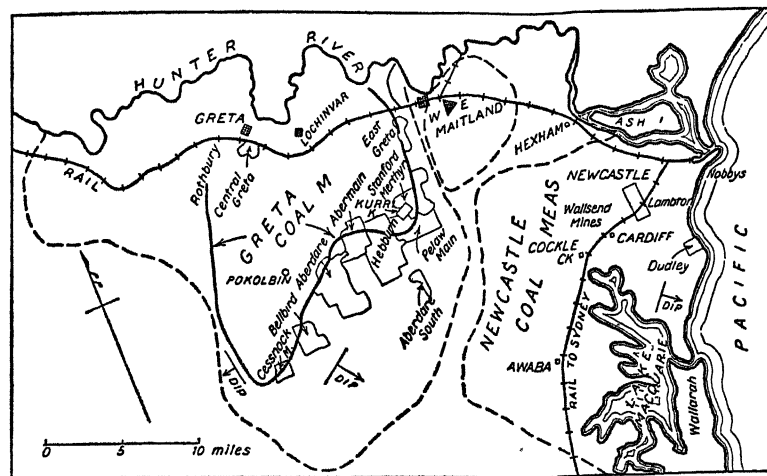 HUNTER RIVER
GRETA
LOCHINVAR
W E
MAITLAND
HEXHAM
ASH I
NEWCASTLE
Nobbys
RAIL
Rothbury
Central
Greta
East
Greta
Stanford
Merthyr
KURRI
Abermain
Aberdare
GRETA
COAL M
Hebburn
Pelaw
Main
POKOLBIN
Bellbird
Cessnock
Aberdare
South
DIP
DIP
NEWCASTLE
COAL MEAS
Wallsend
Mines
Lambton
CARDIFF
COCKLE
CK
Dudley
DIP
AWABA
RAIL TO SYDNEY
LAKE
Wallarah
PACIFIC
0 5 10 miles